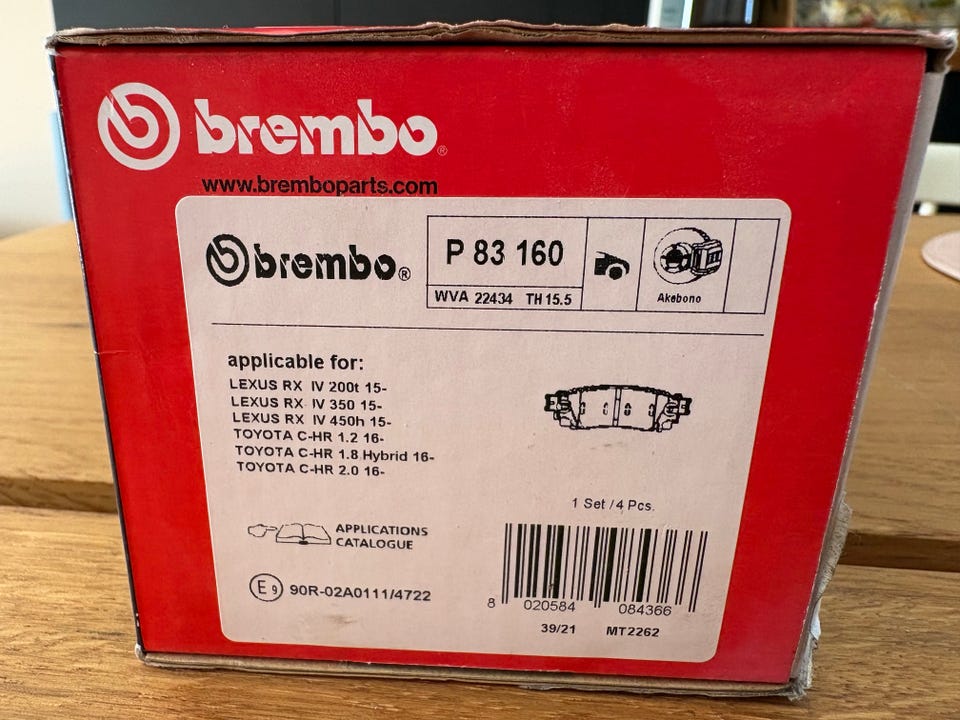 brembo®
www.bremboparts.com
brembo®
P 83 160
WVA 22434 TH 15.5
Akebono
applicable for:
LEXUS RX IV 200t 15-
LEXUS RX IV 350 15-
LEXUS RX IV 450h 15-
TOYOTA C-HR 1.2 16-
TOYOTA C-HR 1.8 Hybrid 16-
TOYOTA C-HR 2.0 16-
1 Set / 4 Pcs.
APPLICATIONS
CATALOGUE
E9 90R-02A0111/4722
8 020584 084366
39/21 MT2262